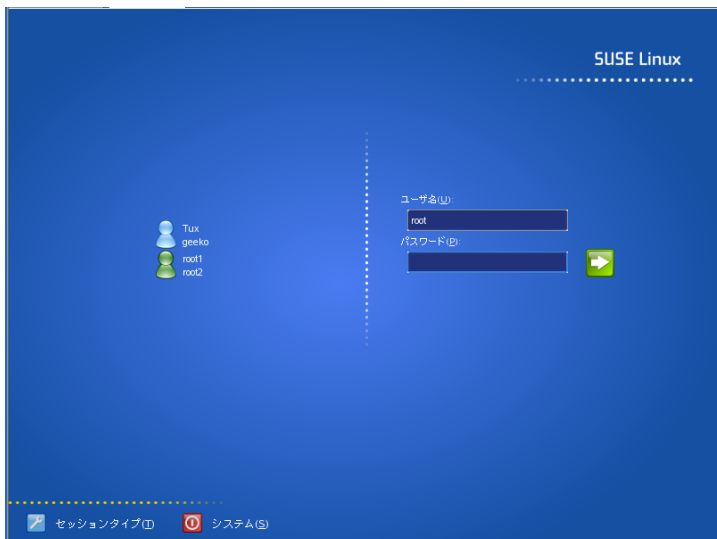 SUSE Linux
ユーザ名(U):
root
パスワード(P):
Tux
geeko
root1
root2
セッションタイプ(T)
システム(S)